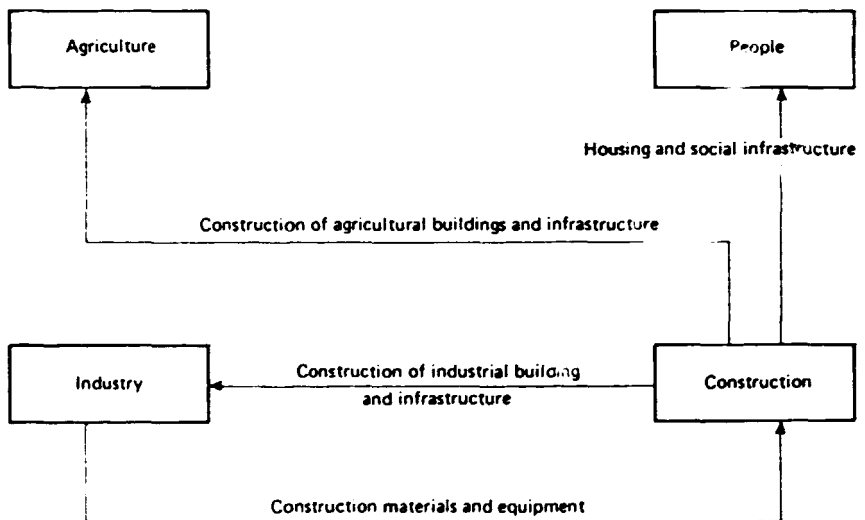 Agriculture
People
Housing and social infrastructure
Construction of agricultural buildings and infrastructure
Industry
Construction of industrial building
and infrastructure
Construction
Construction materials and equipment